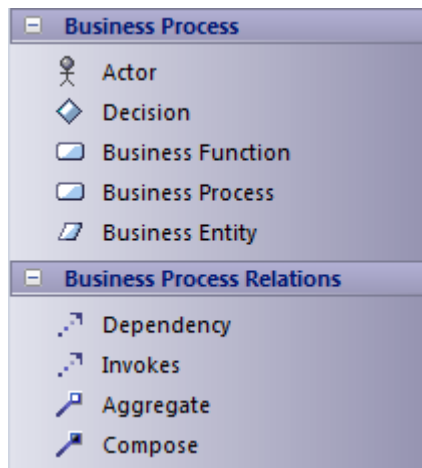 Business Process
Actor
Decision
Business Function
Business Process
Business Entity
Business Process Relations
Dependency
Invokes
Aggregate
Compose